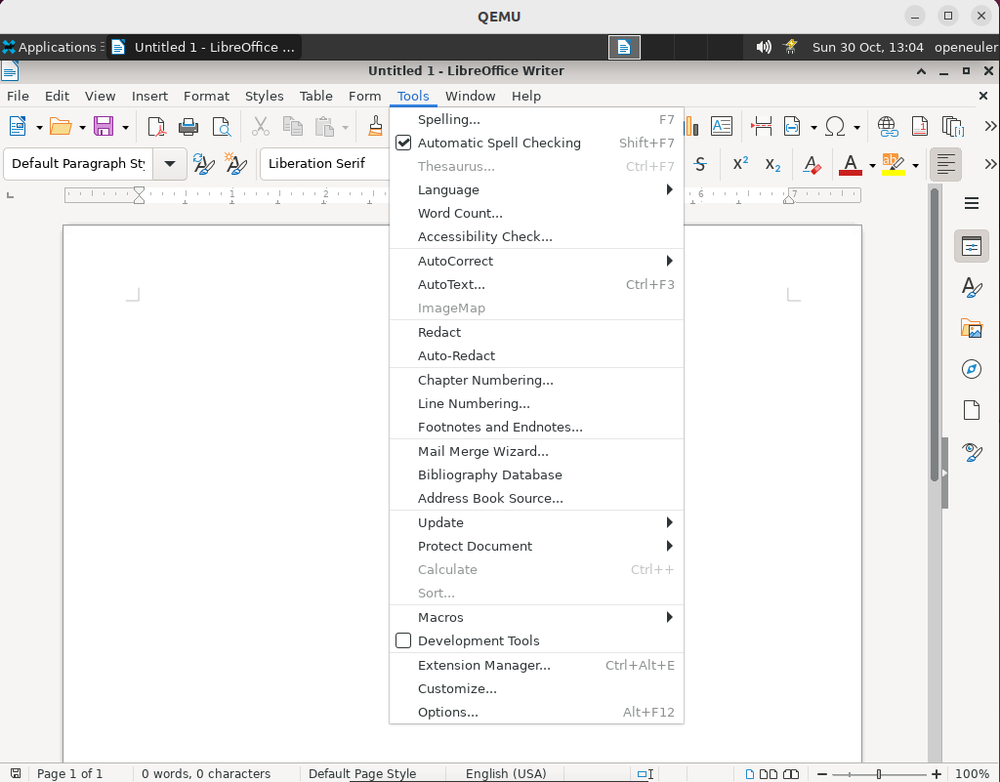 QEMU
Applications Untitled 1 - LibreOffice ... Sun 30 Oct, 13:04 openeuler
Untitled 1 - LibreOffice Writer
File Edit View Insert Format Styles Table Form Tools Window Help
Default Paragraph Sty Liberation Serif
1 2 3 6 7
Spelling... F7
Automatic Spell Checking Shift+F7
Thesaurus... Ctrl+F7
Language
Word Count...
Accessibility Check...
AutoCorrect
AutoText... Ctrl+F3
ImageMap
Redact
Auto-Redact
Chapter Numbering...
Line Numbering...
Footnotes and Endnotes...
Mail Merge Wizard...
Bibliography Database
Address Book Source...
Update
Protect Document
Calculate Ctrl++
Sort...
Macros
Development Tools
Extension Manager... Ctrl+Alt+E
Customize...
Options... Alt+F12
Page 1 of 1 0 words, 0 characters Default Page Style English (USA) 100%